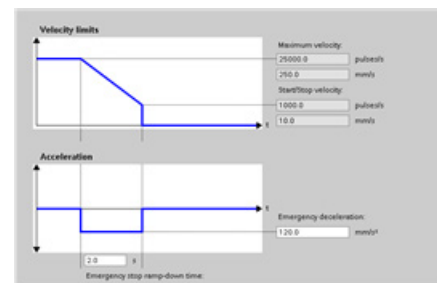 Velocity limits
Maximum velocity:
25000.0 pulses/s
250.0 mm/s
Start/Stop velocity:
1000.0 pulses/s
10.0 mm/s
t
Acceleration
t
Emergency deceleration:
120.0 mm/s²
2.0 s
Emergency stop ramp-down time: